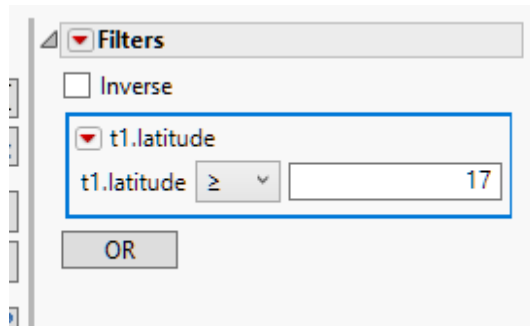 Filters
Inverse
t1.latitude
t1.latitude ≥ 17
OR